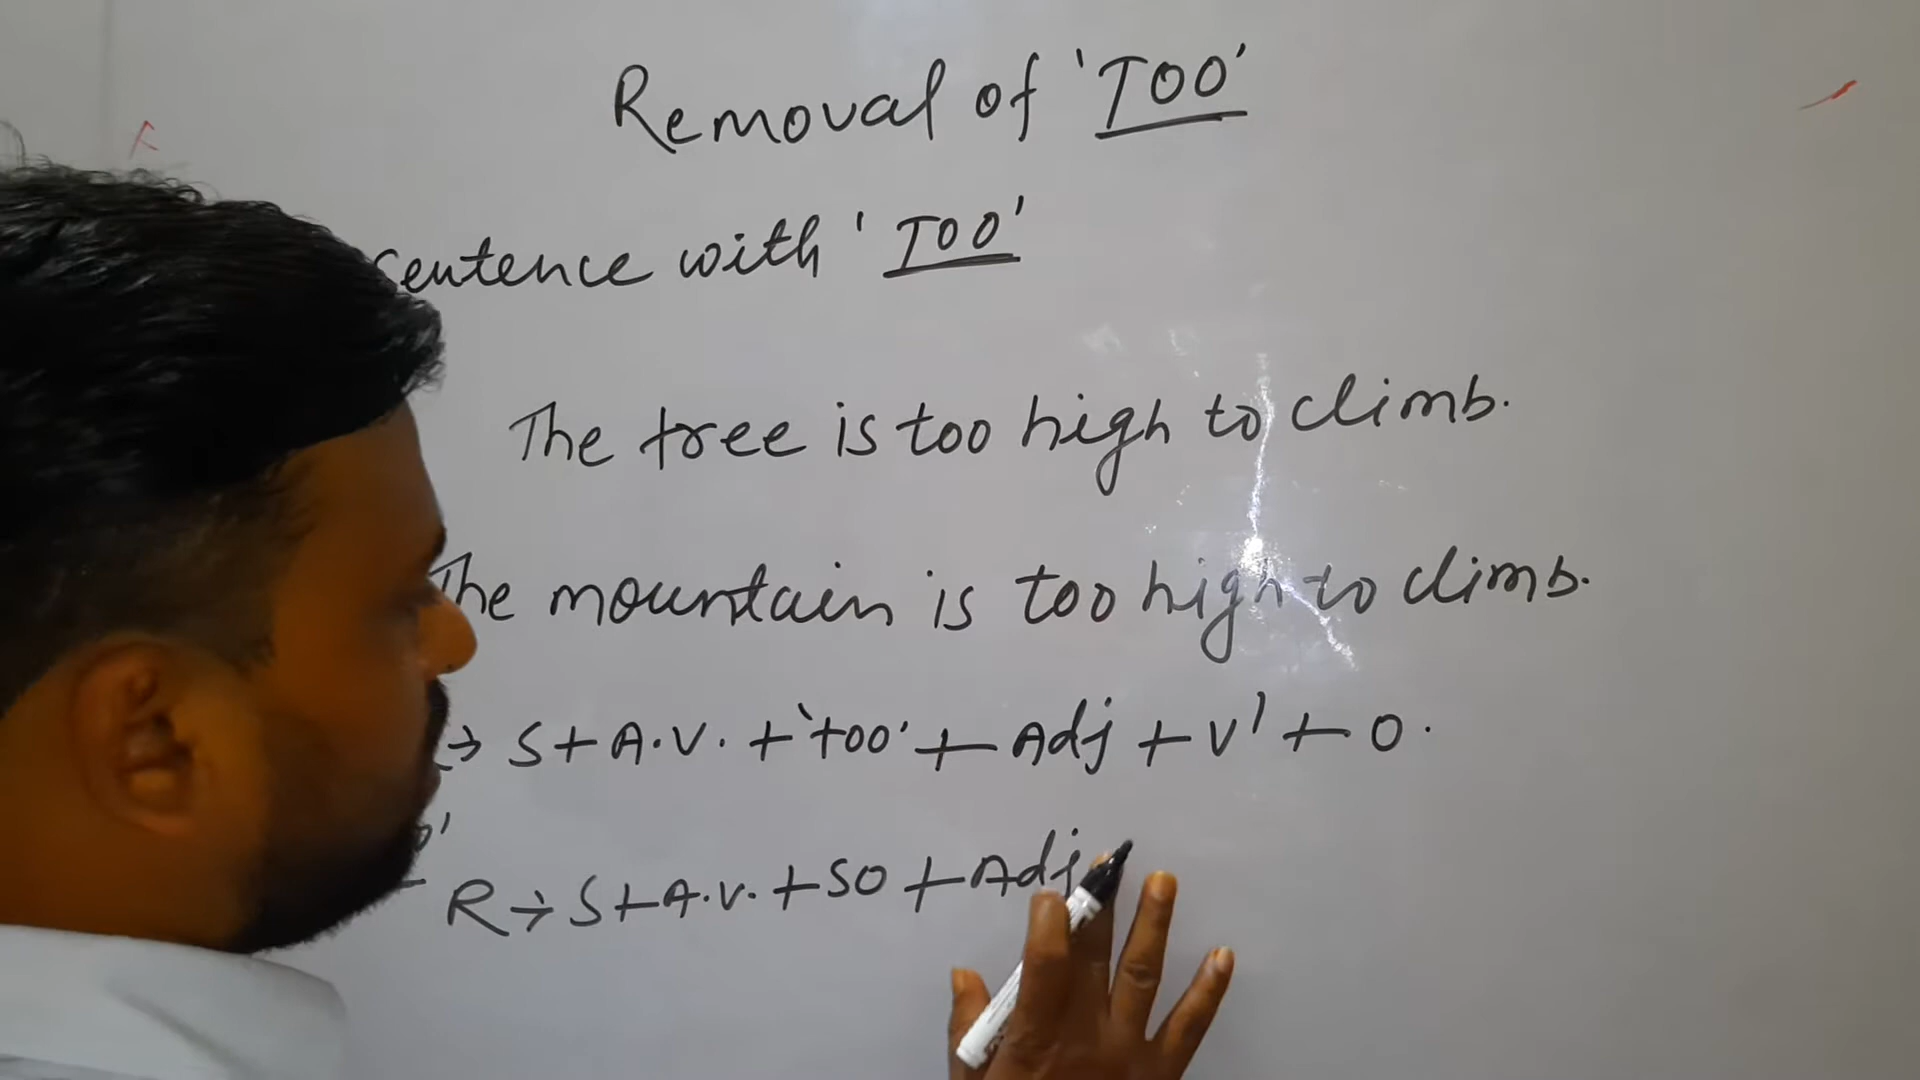 Removal of 'TOO'
sentence with 'TOO'
The tree is too high to climb.
The mountain is too high to climb.
→ S+A.V.+'too'+Adj+V'+O.
R→S+A.V.+so+Adj